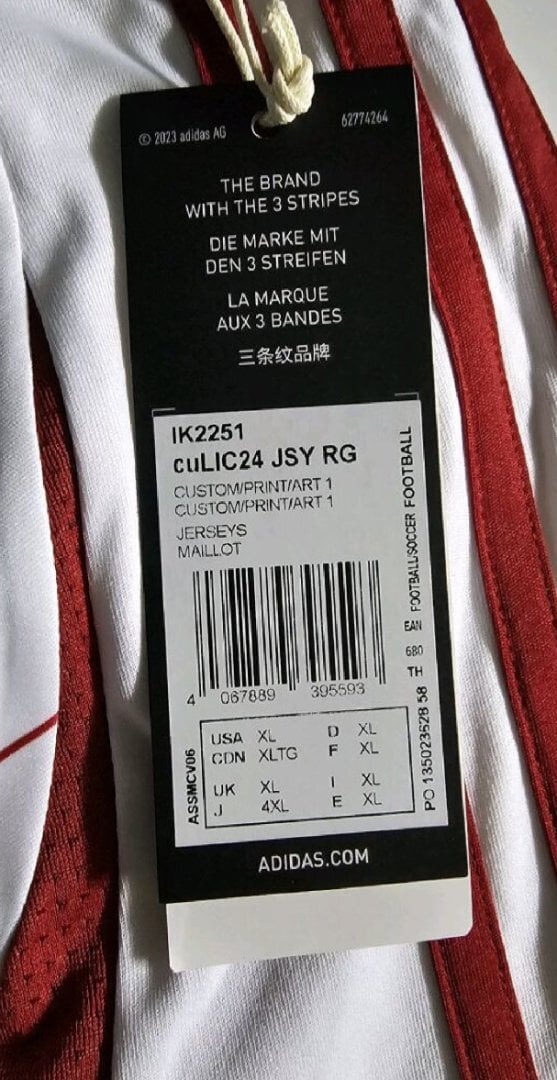 © 2023 adidas AG
62774264
THE BRAND
WITH THE 3 STRIPES
DIE MARKE MIT
DEN 3 STREIFEN
LA MARQUE
AUX 3 BANDES
三条纹品牌
IK2251
cuLIC24 JSY RG
CUSTOM/PRINT/ART 1
CUSTOM/PRINT/ART 1
JERSEYS
MAILLOT
4 067889 395593
FOOTBALL/SOCCER FOOTBALL
EAN
680
TH
PO 135023628 58
ASSMCV06
USA XL D XL
CDN XLTG F XL
UK XL I XL
J 4XL E XL
ADIDAS.COM